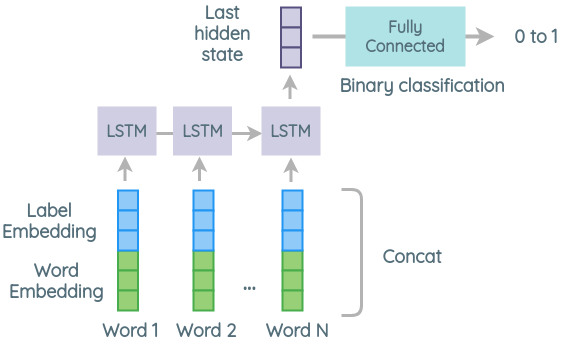 Last
hidden
state
Fully
Connected
0 to 1
Binary classification
LSTM
LSTM
LSTM
Label
Embedding
Word
Embedding
...
Concat
Word 1
Word 2
Word N